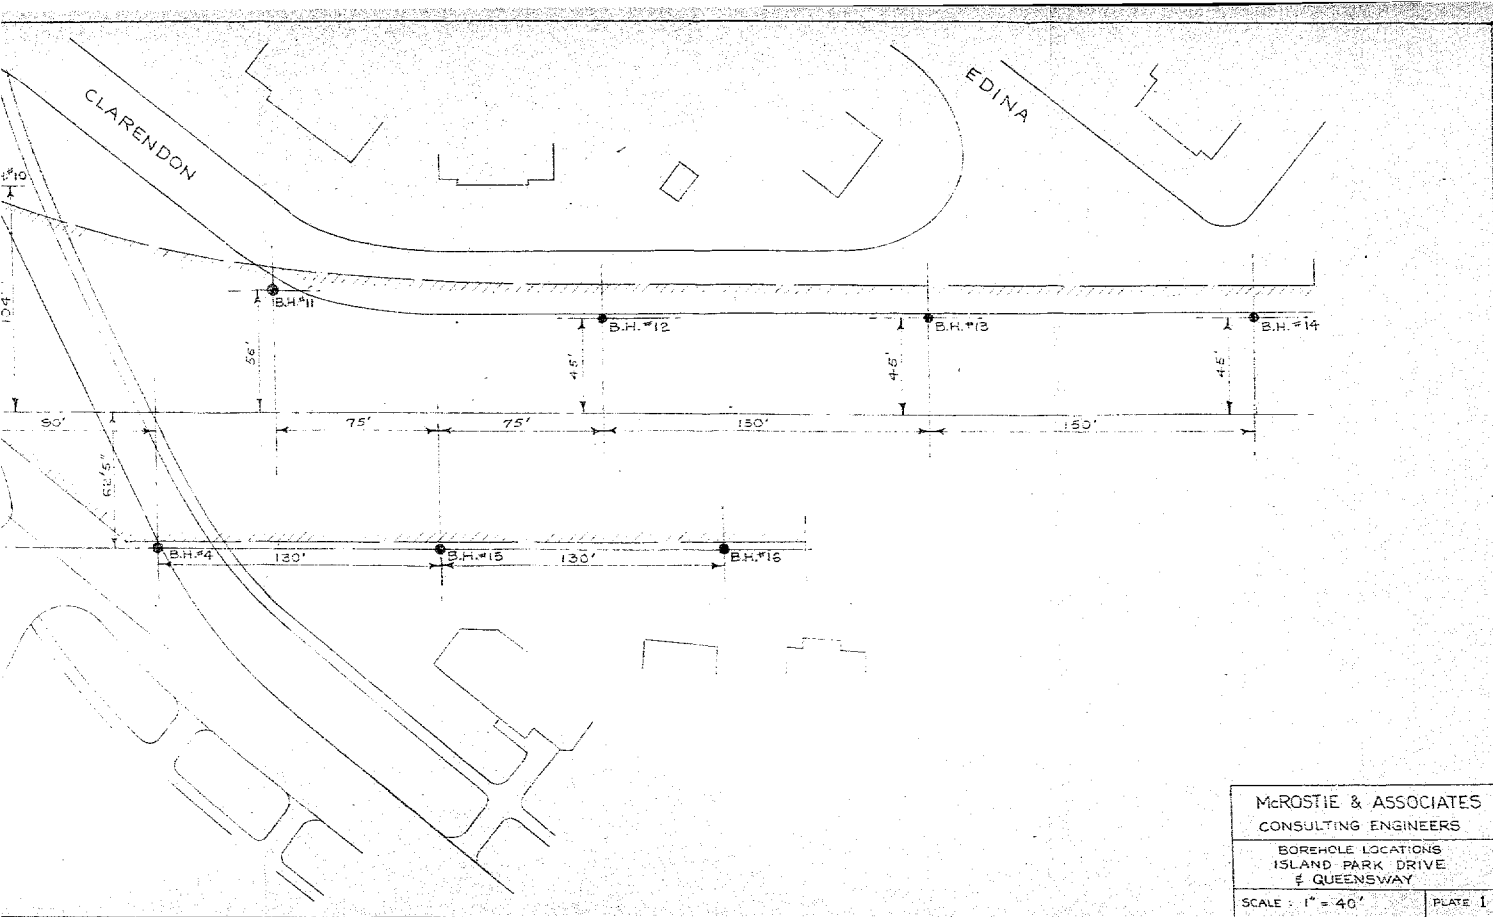 CLARENDON
EDINA
#10
104'
B.H.#11
B.H.#12
B.H.#13
B.H.#14
56'
45'
45'
45'
90'
75'
75'
150'
150'
62'5"
B.H.#4
130'
B.H.#15
130'
B.H.#16
McROSTIE & ASSOCIATES
CONSULTING ENGINEERS
BOREHOLE LOCATIONS
ISLAND PARK DRIVE
& QUEENSWAY
SCALE : 1" = 40'
PLATE 1